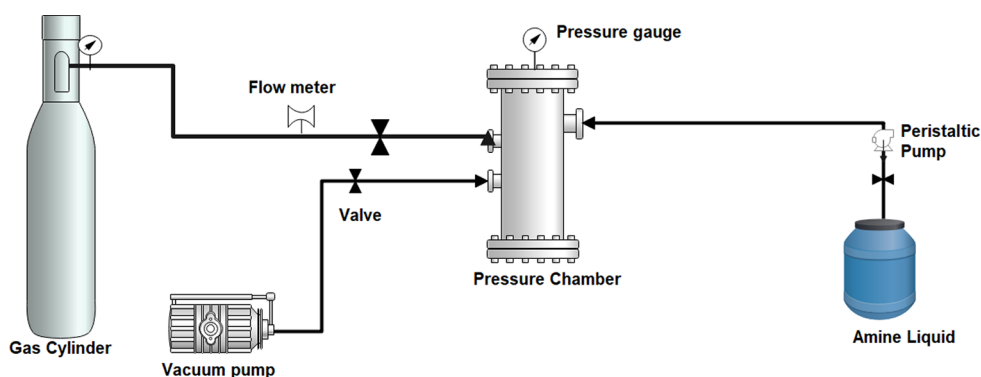 Pressure gauge
Flow meter
Peristaltic
Pump
Valve
Pressure Chamber
Amine Liquid
Gas Cylinder
Vacuum pump